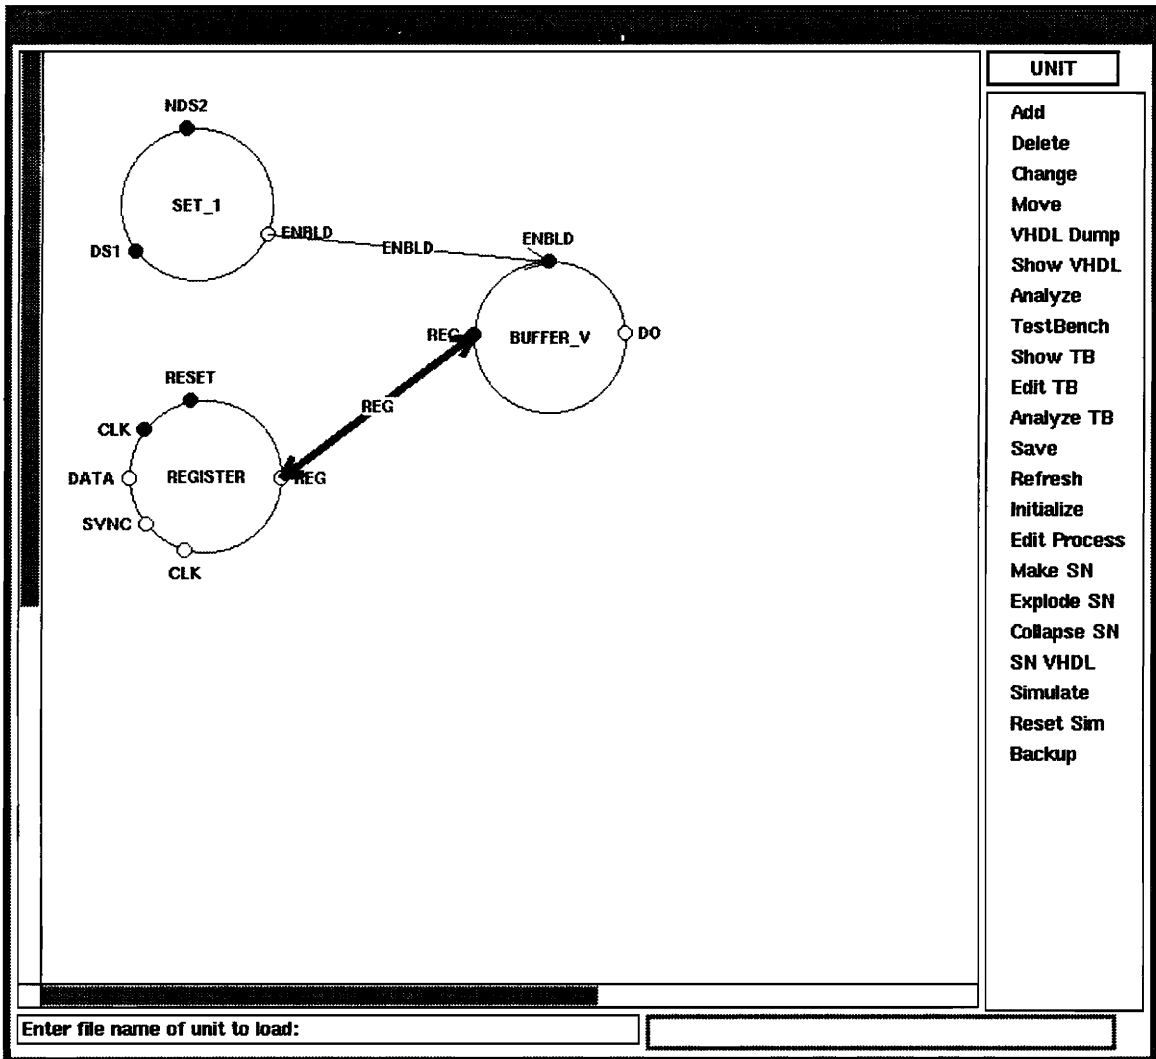 UNIT
Add
Delete
Change
Move
VHDL Dump
Show VHDL
Analyze
TestBench
Show TB
Edit TB
Analyze TB
Save
Refresh
Initialize
Edit Process
Make SN
Explode SN
Collapse SN
SN VHDL
Simulate
Reset Sim
Backup
NDS2
SET_1
DS1
ENBLD
ENBLD
ENBLD
REG
BUFFER_V
DO
REG
RESET
CLK
DATA
REGISTER
REG
SYNC
CLK
Enter file name of unit to load: